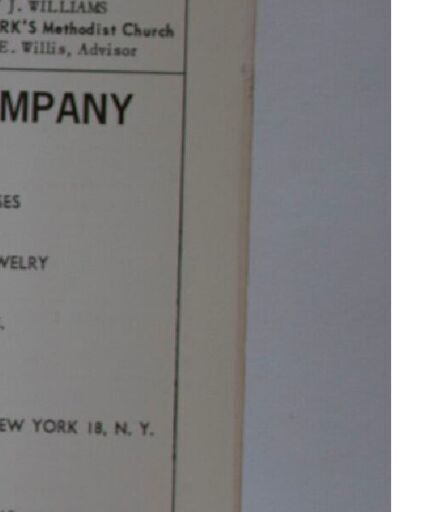 J. WILLIAMS
RK'S Methodist Church
E. Willis, Advisor
MPANY
SES
WELRY
EW YORK 18, N. Y.